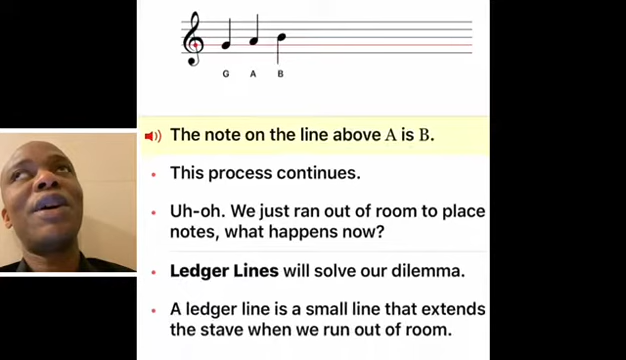 G A B
The note on the line above A is B.
This process continues.
Uh-oh. We just ran out of room to place
notes, what happens now?
Ledger Lines will solve our dilemma.
A ledger line is a small line that extends
the stave when we run out of room.